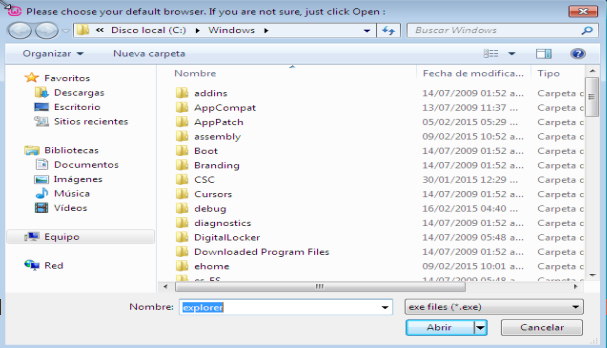 Please choose your default browser. If you are not sure, just click Open :
« Disco local (C:) Windows Buscar Windows
Organizar Nueva carpeta
Nombre Fecha de modifica... Tipo
Favoritos
Descargas
Escritorio
Sitios recientes
Bibliotecas
Documentos
Imágenes
Música
Vídeos
Equipo
Red
addins 14/07/2009 01:52 a... Carpeta c
AppCompat 13/07/2009 11:37 ... Carpeta c
AppPatch 05/02/2015 05:29 ... Carpeta c
assembly 09/02/2015 10:52 a... Carpeta c
Boot 14/07/2009 01:52 a... Carpeta c
Branding 14/07/2009 01:52 a... Carpeta c
CSC 30/01/2015 12:29 ... Carpeta c
Cursors 14/07/2009 01:52 a... Carpeta c
debug 16/02/2015 04:40 ... Carpeta c
diagnostics 14/07/2009 01:52 a... Carpeta c
DigitalLocker 14/07/2009 05:48 a... Carpeta c
Downloaded Program Files 14/07/2009 01:52 a... Carpeta c
ehome 09/02/2015 10:01 a... Carpeta c
es-ES 14/07/2009 05:48 a... Carpeta c
Nombre: explorer exe files (*.exe)
Abrir Cancelar